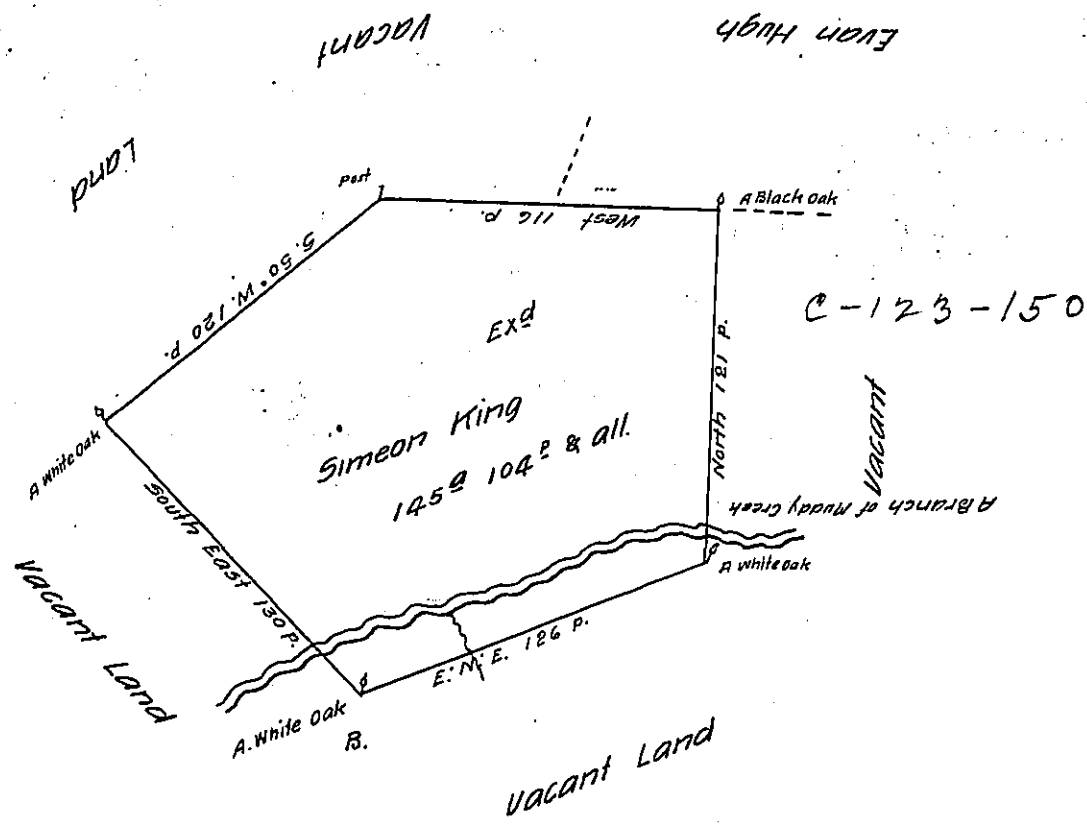 Vacant
Evan Hugh
Land
Post
A Black Oak
West 116 p.
S. 50° W. 120 p.
C-123-150
Exd
North 121 p.
Simeon King
145a 104p & all.
Vacant
A White Oak
South East 130 p.
A Branch of Muddy Creek
A White Oak
Vacant Land
E. N. E. 126 p.
A. White Oak
B.
Vacant Land